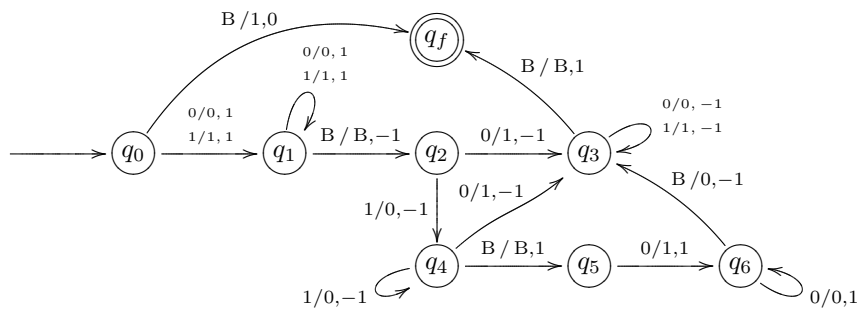 B/1,0
q_f
0/0, 1
1/1, 1
B/B,1
0/0, 1
1/1, 1
0/0, −1
1/1, −1
q_0
q_1
B/B,−1
q_2
0/1,−1
q_3
1/0,−1
0/1,−1
B/0,−1
q_4
B/B,1
q_5
0/1,1
q_6
1/0,−1
0/0,1